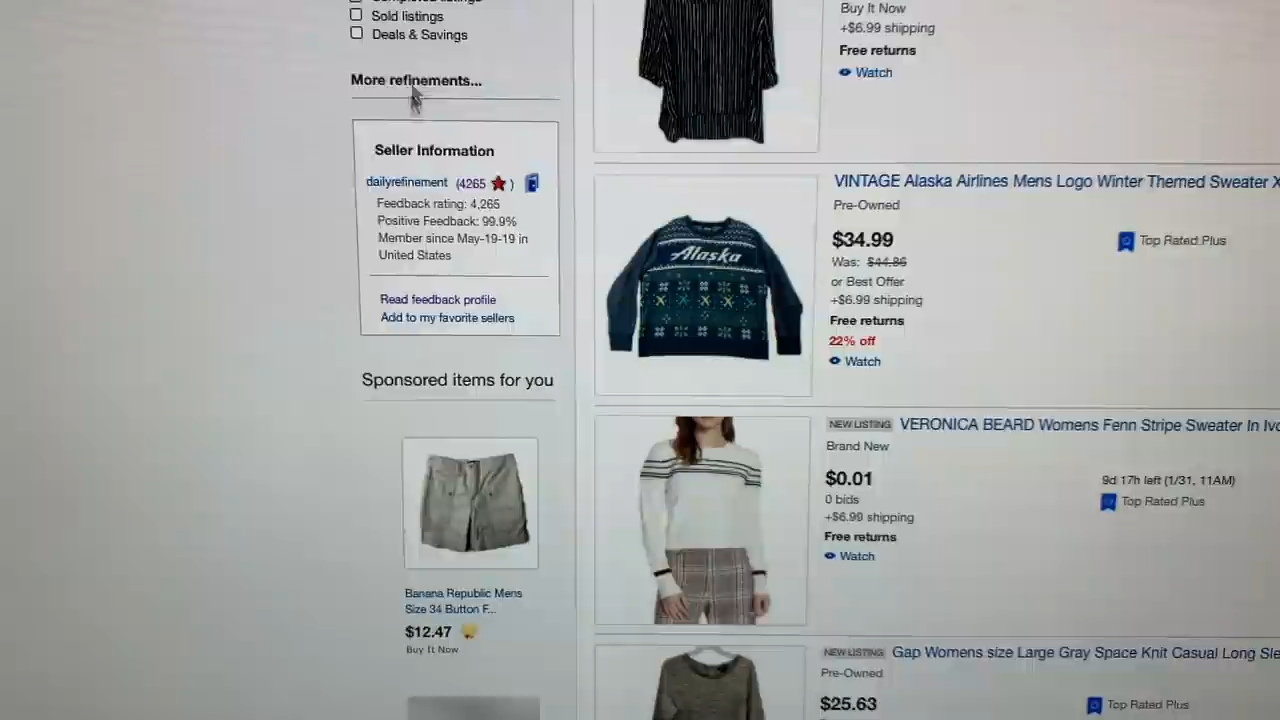 Sold listings
Deals & Savings
More refinements...
Seller Information
dailyrefinement (4265 )
Feedback rating: 4,265
Positive Feedback: 99.9%
Member since May-19-19 in
United States
Read feedback profile
Add to my favorite sellers
Sponsored items for you
Banana Republic Mens
Size 34 Button F...
$12.47
Buy It Now
Buy It Now
+$6.99 shipping
Free returns
Watch
VINTAGE Alaska Airlines Mens Logo Winter Themed Sweater X
Pre-Owned
$34.99
Was: $44.86
or Best Offer
+$6.99 shipping
Free returns
22% off
Watch
Top Rated Plus
Alaska
NEW LISTING VERONICA BEARD Womens Fenn Stripe Sweater In Ivo
Brand New
$0.01
0 bids
+$6.99 shipping
Free returns
Watch
9d 17h left (1/31, 11AM)
Top Rated Plus
NEW LISTING Gap Womens size Large Gray Space Knit Casual Long Sle
Pre-Owned
$25.63
Top Rated Plus